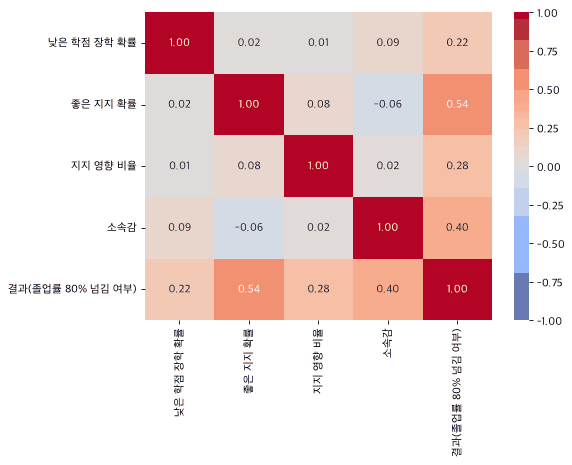 낮은 학점 장학 확률 1.00 0.02 0.01 0.09 0.22
좋은 지지 확률 0.02 1.00 0.08 -0.06 0.54
지지 영향 비율 0.01 0.08 1.00 0.02 0.28
소속감 0.09 -0.06 0.02 1.00 0.40
결과(졸업률 80% 넘김 여부) 0.22 0.54 0.28 0.40 1.00
낮은 학점 장학 확률
좋은 지지 확률
지지 영향 비율
소속감
결과(졸업률 80% 넘김 여부)
1.00
0.75
0.50
0.25
0.00
-0.25
-0.50
-0.75
-1.00